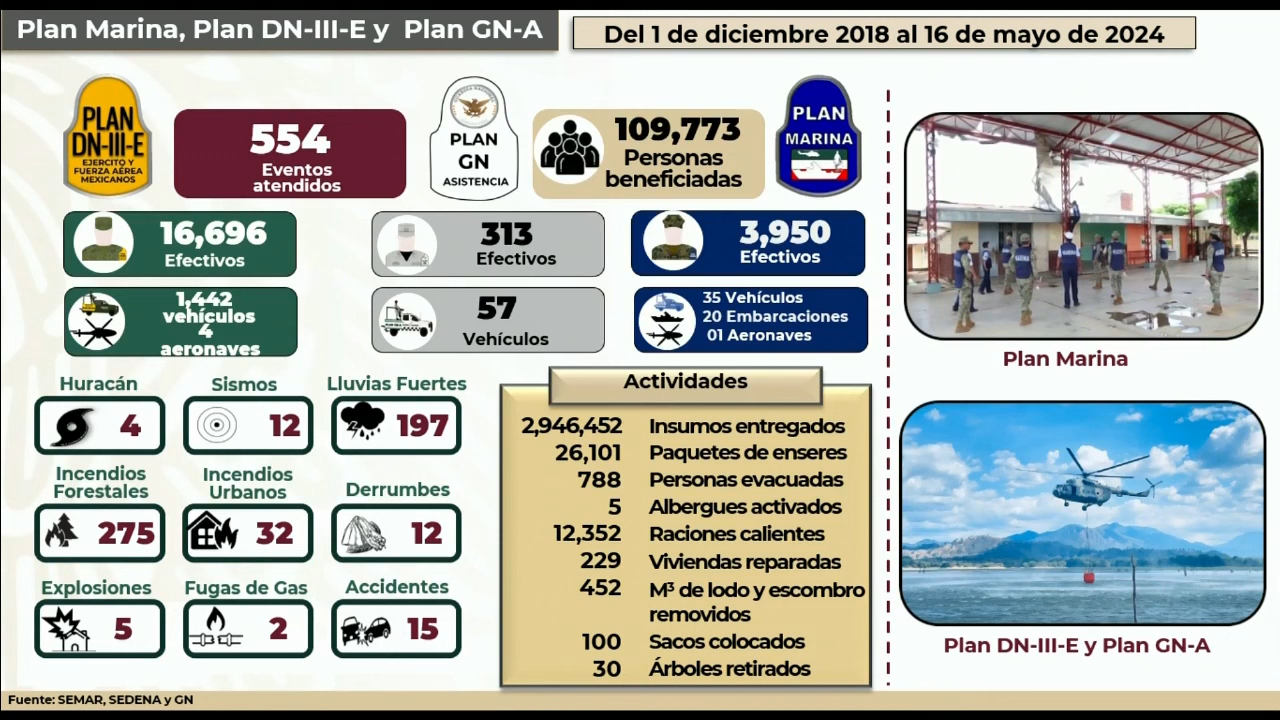 Plan Marina, Plan DN-III-E y Plan GN-A
Del 1 de diciembre 2018 al 16 de mayo de 2024
PLAN
DN-III-E
EJERCITO Y
FUERZA AÉREA
MEXICANOS
554
Eventos
atendidos
PLAN
GN
ASISTENCIA
109,773
Personas
beneficiadas
PLAN
MARINA
16,696
Efectivos
313
Efectivos
3,950
Efectivos
1,442
vehículos
4
aeronaves
57
Vehículos
35 Vehículos
20 Embarcaciones
01 Aeronaves
Plan Marina
Huracán
4
Sismos
12
Lluvias Fuertes
197
Incendios
Forestales
275
Incendios
Urbanos
32
Derrumbes
12
Explosiones
5
Fugas de Gas
2
Accidentes
15
Actividades
2,946,452 Insumos entregados
26,101 Paquetes de enseres
788 Personas evacuadas
5 Albergues activados
12,352 Raciones calientes
229 Viviendas reparadas
452 M³ de lodo y escombro
removidos
100 Sacos colocados
30 Árboles retirados
Plan DN-III-E y Plan GN-A
Fuente: SEMAR, SEDENA y GN